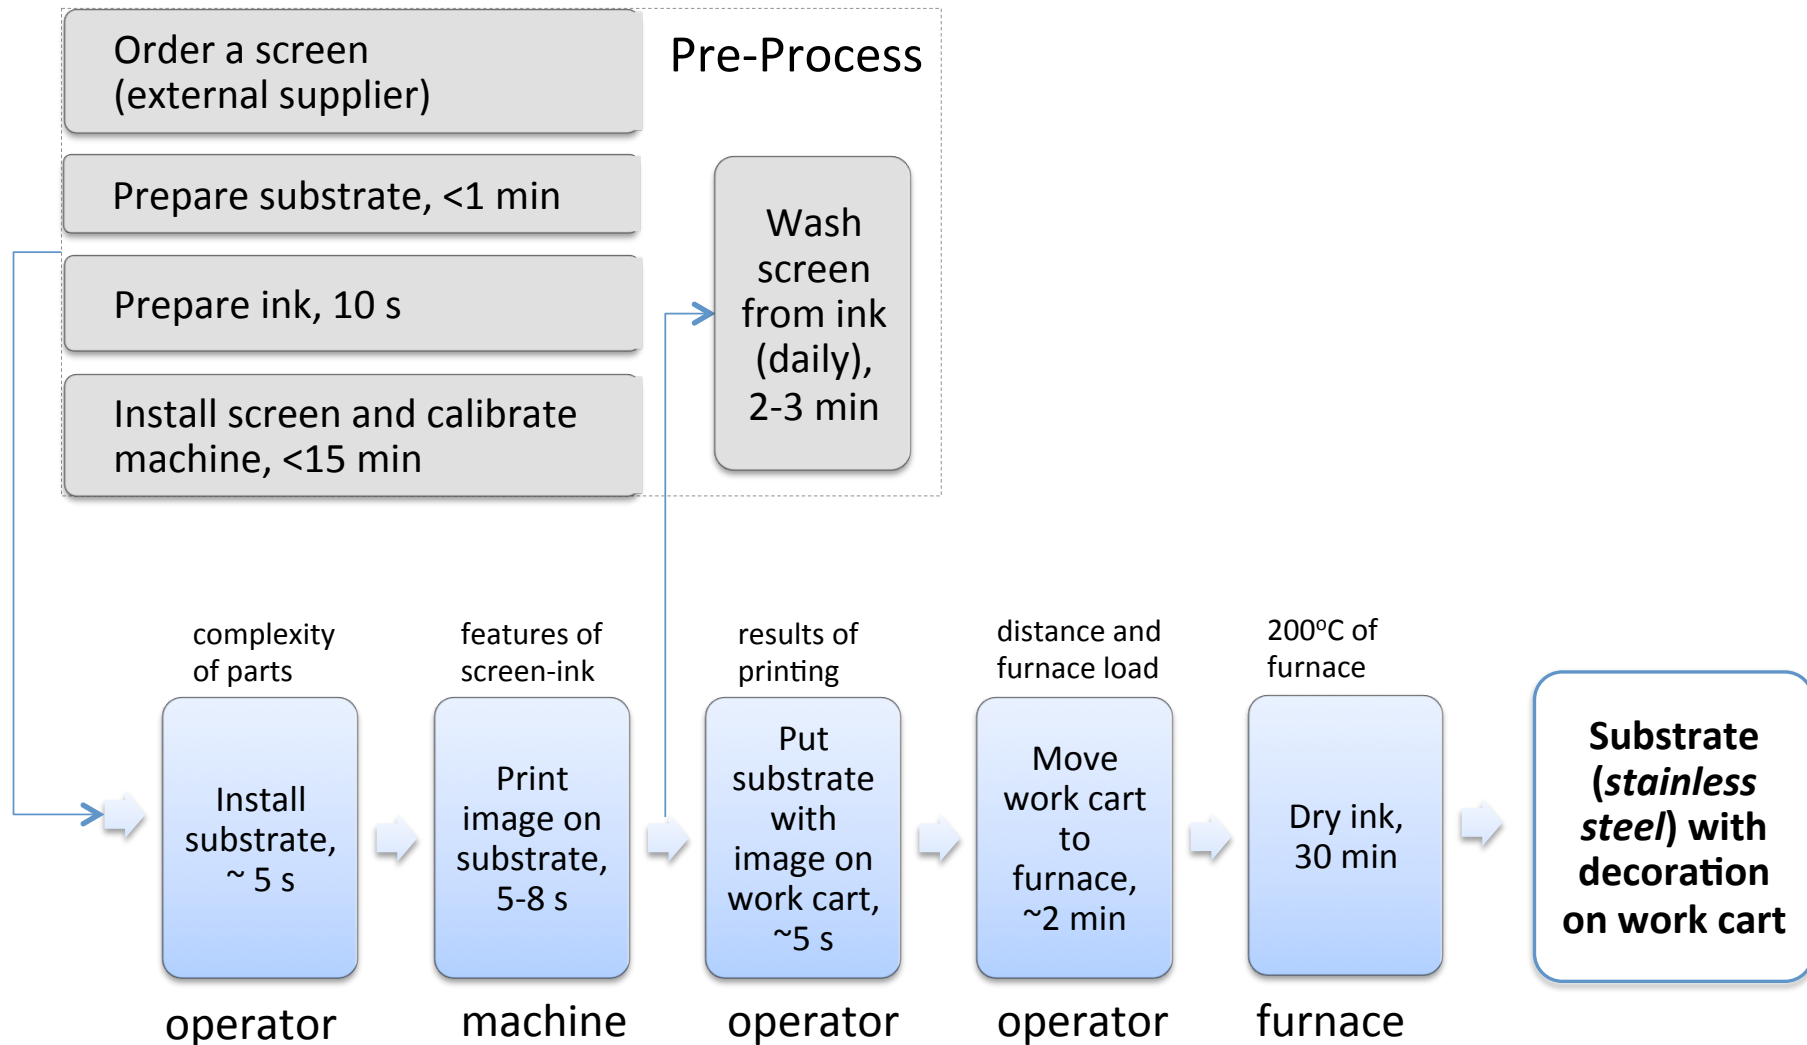 Order a screen
(external supplier)
Pre-Process
Prepare substrate, <1 min
Prepare ink, 10 s
Install screen and calibrate
machine, <15 min
Wash
screen
from ink
(daily),
2-3 min
complexity
of parts
features of
screen-ink
results of
printing
distance and
furnace load
200°C of
furnace
Install
substrate,
~ 5 s
Print
image on
substrate,
5-8 s
Put
substrate
with
image on
work cart,
~5 s
Move
work cart
to
furnace,
~2 min
Dry ink,
30 min
Substrate
(stainless
steel) with
decoration
on work cart
operator
machine
operator
operator
furnace